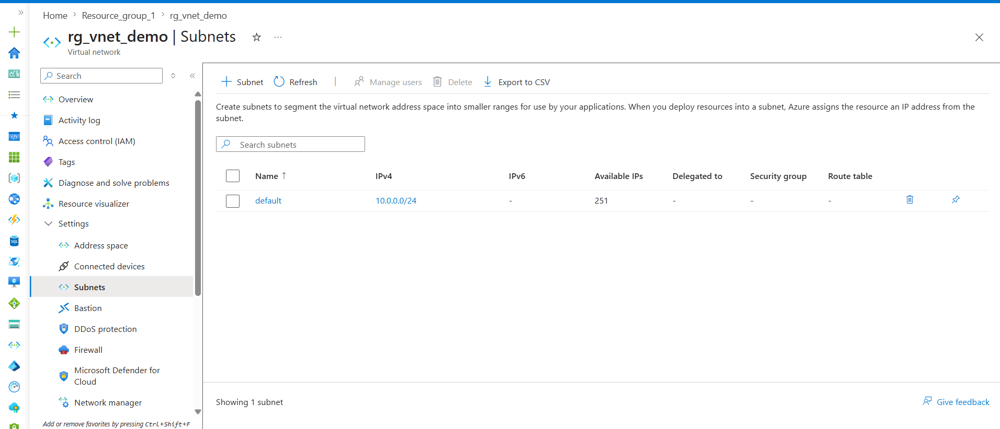 Home > Resource_group_1 > rg_vnet_demo
rg_vnet_demo | Subnets
Virtual network
Search
Overview
Activity log
Access control (IAM)
Tags
Diagnose and solve problems
Resource visualizer
Settings
Address space
Connected devices
Subnets
Bastion
DDoS protection
Firewall
Microsoft Defender for
Cloud
Network manager
Add or remove favorites by pressing Ctrl+Shift+F
Subnet Refresh Manage users Delete Export to CSV
Create subnets to segment the virtual network address space into smaller ranges for use by your applications. When you deploy resources into a subnet, Azure assigns the resource an IP address from the
subnet.
Search subnets
Name ↑ IPv4 IPv6 Available IPs Delegated to Security group Route table
default 10.0.0.0/24 - 251 - - -
Showing 1 subnet
Give feedback
SQL